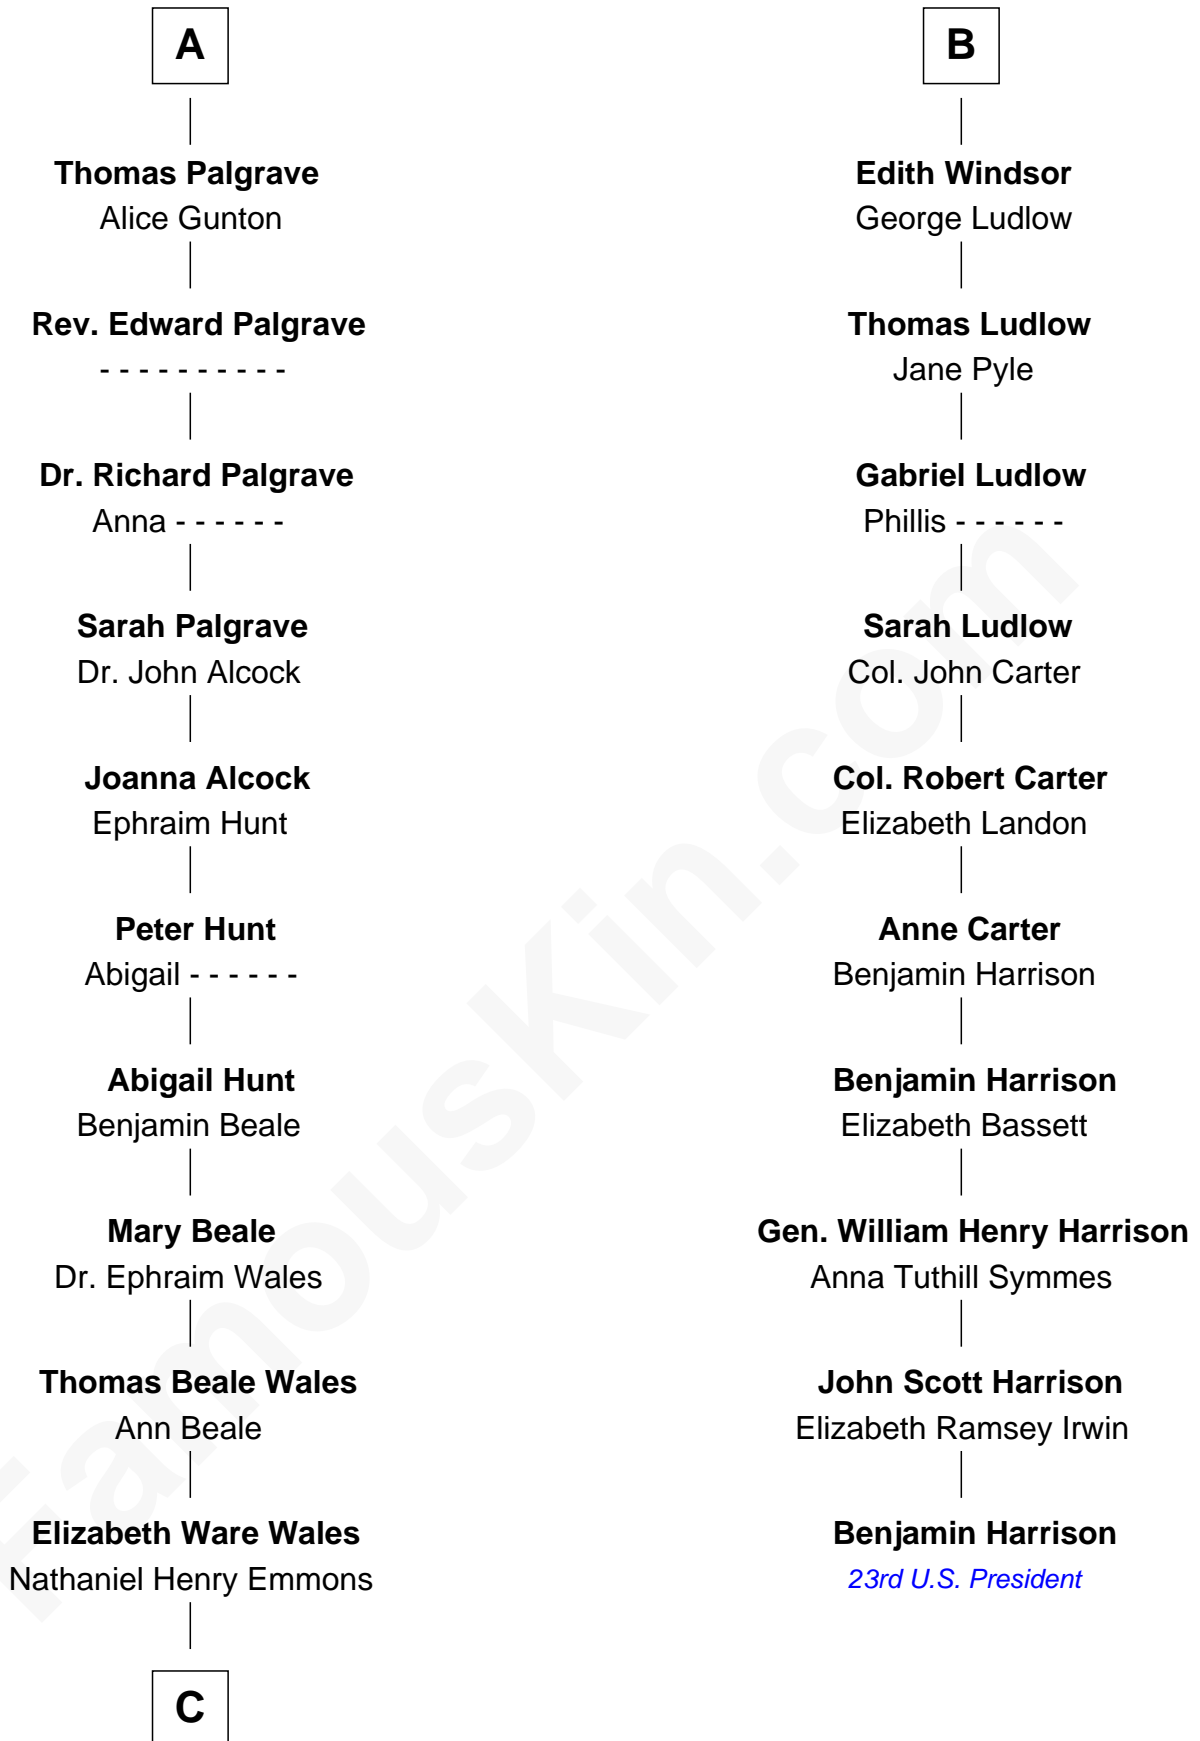 A
Thomas Palgrave
Alice Gunton
Rev. Edward Palgrave
- - - - - - - - - -
Dr. Richard Palgrave
Anna - - - - - -
Sarah Palgrave
Dr. John Alcock
Joanna Alcock
Ephraim Hunt
Peter Hunt
Abigail - - - - - -
Abigail Hunt
Benjamin Beale
Mary Beale
Dr. Ephraim Wales
Thomas Beale Wales
Ann Beale
Elizabeth Ware Wales
Nathaniel Henry Emmons
C
B
Edith Windsor
George Ludlow
Thomas Ludlow
Jane Pyle
Gabriel Ludlow
Phillis - - - - - -
Sarah Ludlow
Col. John Carter
Col. Robert Carter
Elizabeth Landon
Anne Carter
Benjamin Harrison
Benjamin Harrison
Elizabeth Bassett
Gen. William Henry Harrison
Anna Tuthill Symmes
John Scott Harrison
Elizabeth Ramsey Irwin
Benjamin Harrison
23rd U.S. President
FamousKin.com